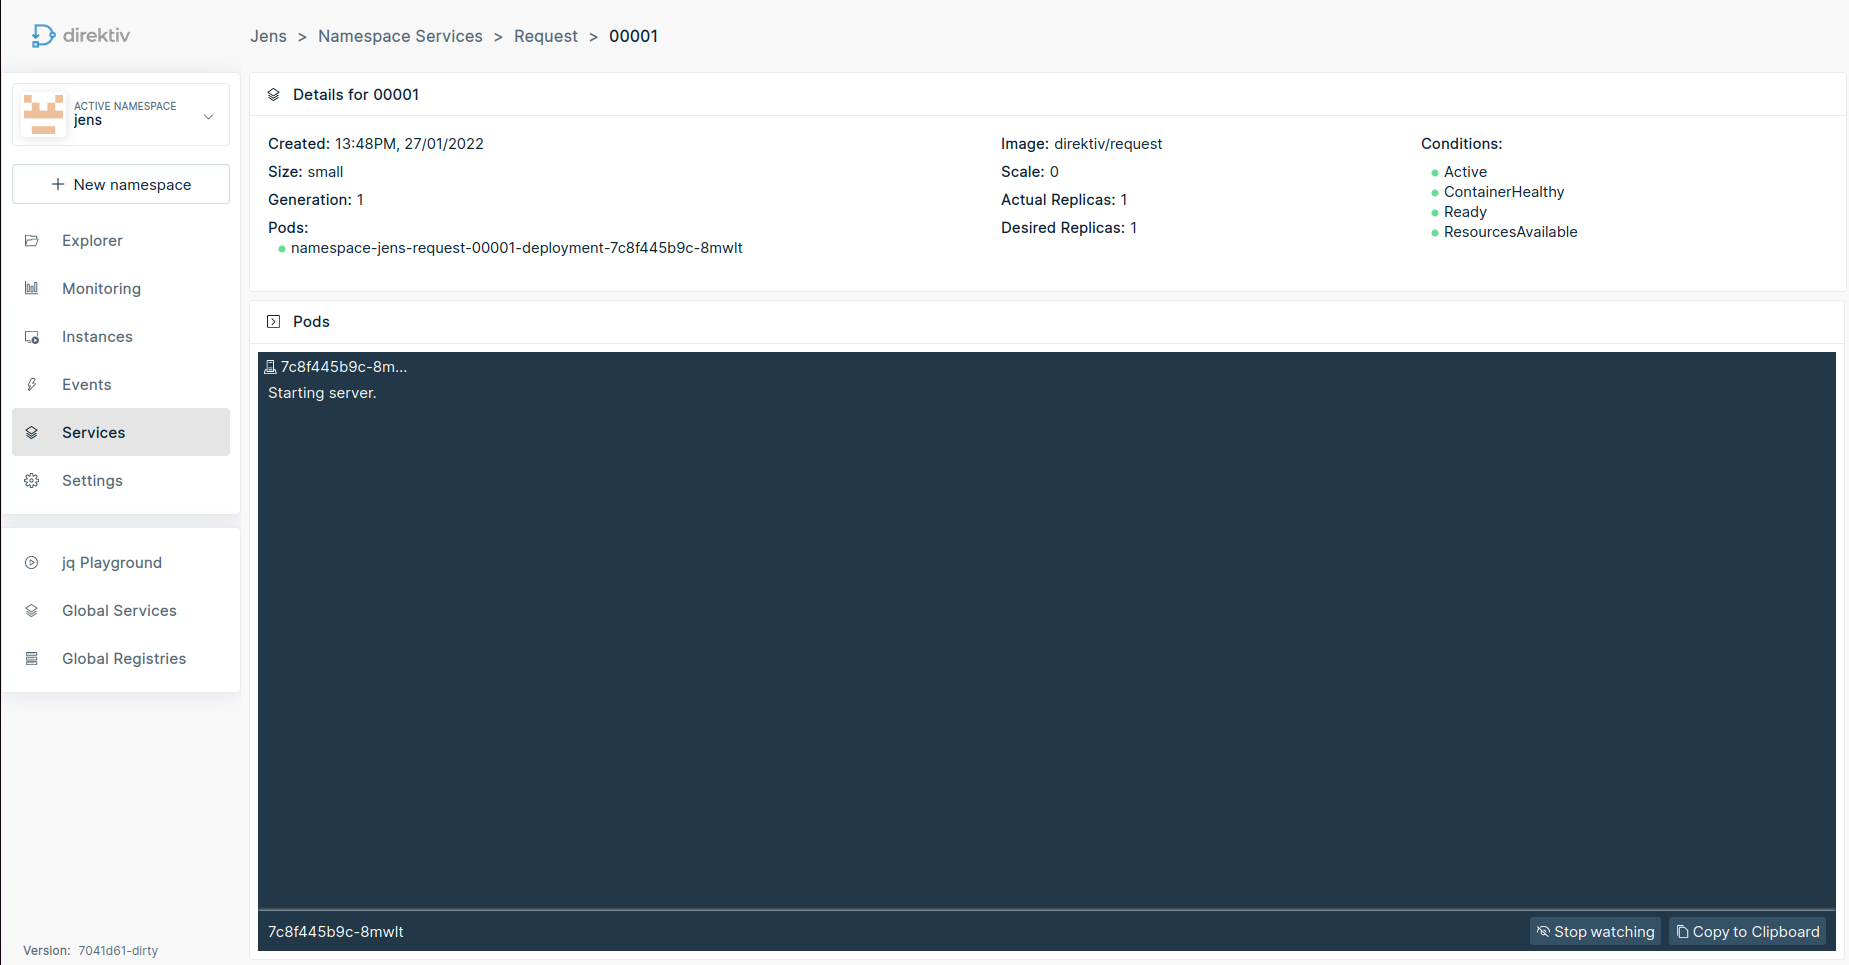 direktiv
Jens > Namespace Services > Request > 00001
ACTIVE NAMESPACE
jens
New namespace
Explorer
Monitoring
Instances
Events
Services
Settings
jq Playground
Global Services
Global Registries
Version: 7041d61-dirty
Details for 00001
Created: 13:48PM, 27/01/2022
Size: small
Generation: 1
Pods:
namespace-jens-request-00001-deployment-7c8f445b9c-8mwlt
Image: direktiv/request
Scale: 0
Actual Replicas: 1
Desired Replicas: 1
Conditions:
Active
ContainerHealthy
Ready
ResourcesAvailable
Pods
7c8f445b9c-8m...
Starting server.
7c8f445b9c-8mwlt
Stop watching
Copy to Clipboard